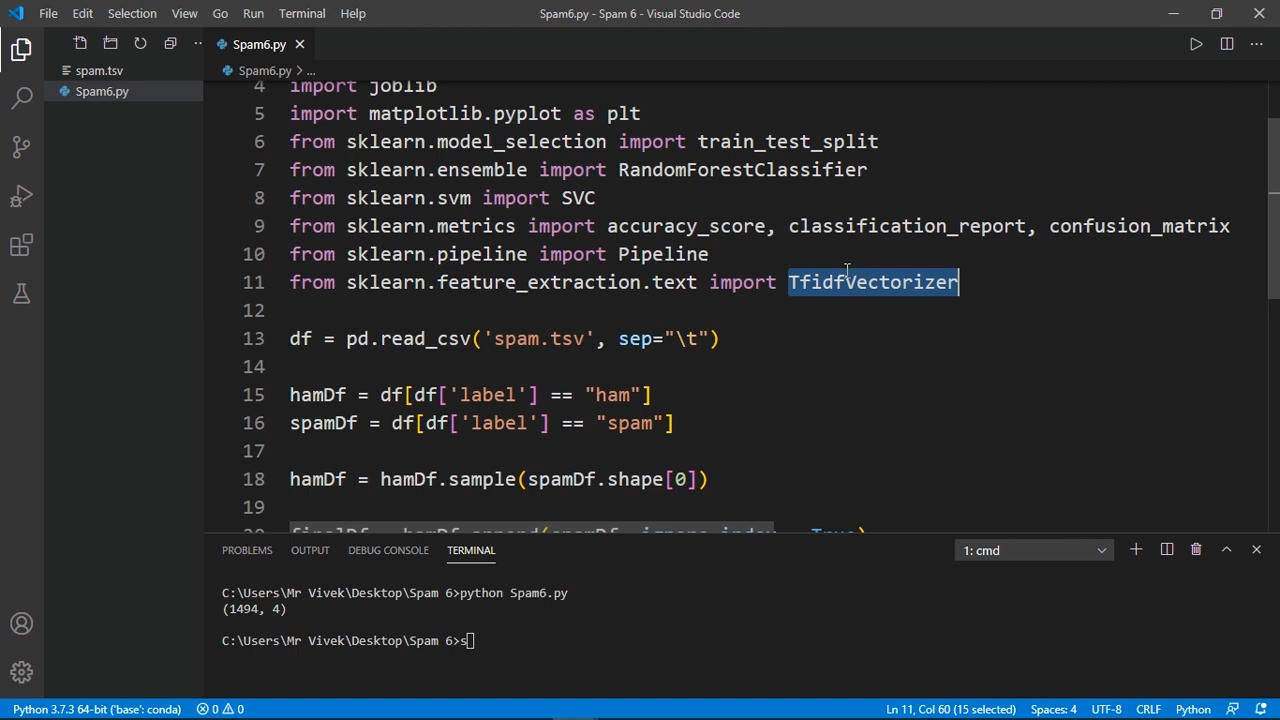 File Edit Selection View Go Run Terminal Help
Spam6.py - Spam 6 - Visual Studio Code
Spam6.py
spam.tsv
Spam6.py
Spam6.py > ...
4 import joblib
5 import matplotlib.pyplot as plt
6 from sklearn.model_selection import train_test_split
7 from sklearn.ensemble import RandomForestClassifier
8 from sklearn.svm import SVC
9 from sklearn.metrics import accuracy_score, classification_report, confusion_matrix
10 from sklearn.pipeline import Pipeline
11 from sklearn.feature_extraction.text import TfidfVectorizer
12
13 df = pd.read_csv('spam.tsv', sep="\t")
14
15 hamDf = df[df['label'] == "ham"]
16 spamDf = df[df['label'] == "spam"]
17
18 hamDf = hamDf.sample(spamDf.shape[0])
19
20 finalDf = hamDf.append(spamDf, ignore_index = True)
PROBLEMS OUTPUT DEBUG CONSOLE TERMINAL
1: cmd
C:\Users\Mr Vivek\Desktop\Spam 6>python Spam6.py
(1494, 4)
C:\Users\Mr Vivek\Desktop\Spam 6>s
Python 3.7.3 64-bit ('base': conda) 0 0
Ln 11, Col 60 (15 selected) Spaces: 4 UTF-8 CRLF Python